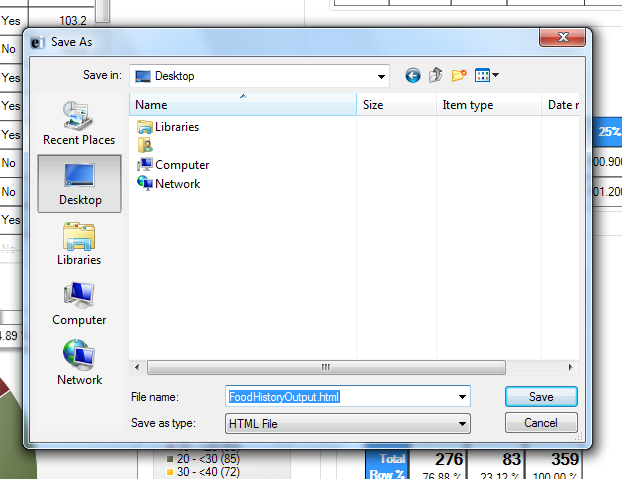 Yes 103.2
Save As
No
Save in: Desktop
Yes
Name Size Item type Date r
Yes
Libraries
Recent Places
25%
Yes
No
Computer
00.900
Network
No
Desktop
01.200
Yes
No
Libraries
Computer
4.89
Network
File name: FoodHistoryOutput.html Save
Save as type: HTML File Cancel
20 - <30 (85)
Total 276 83 359
30 - <40 (72)
Row % 76.88 % 23.12 % 100.00 %